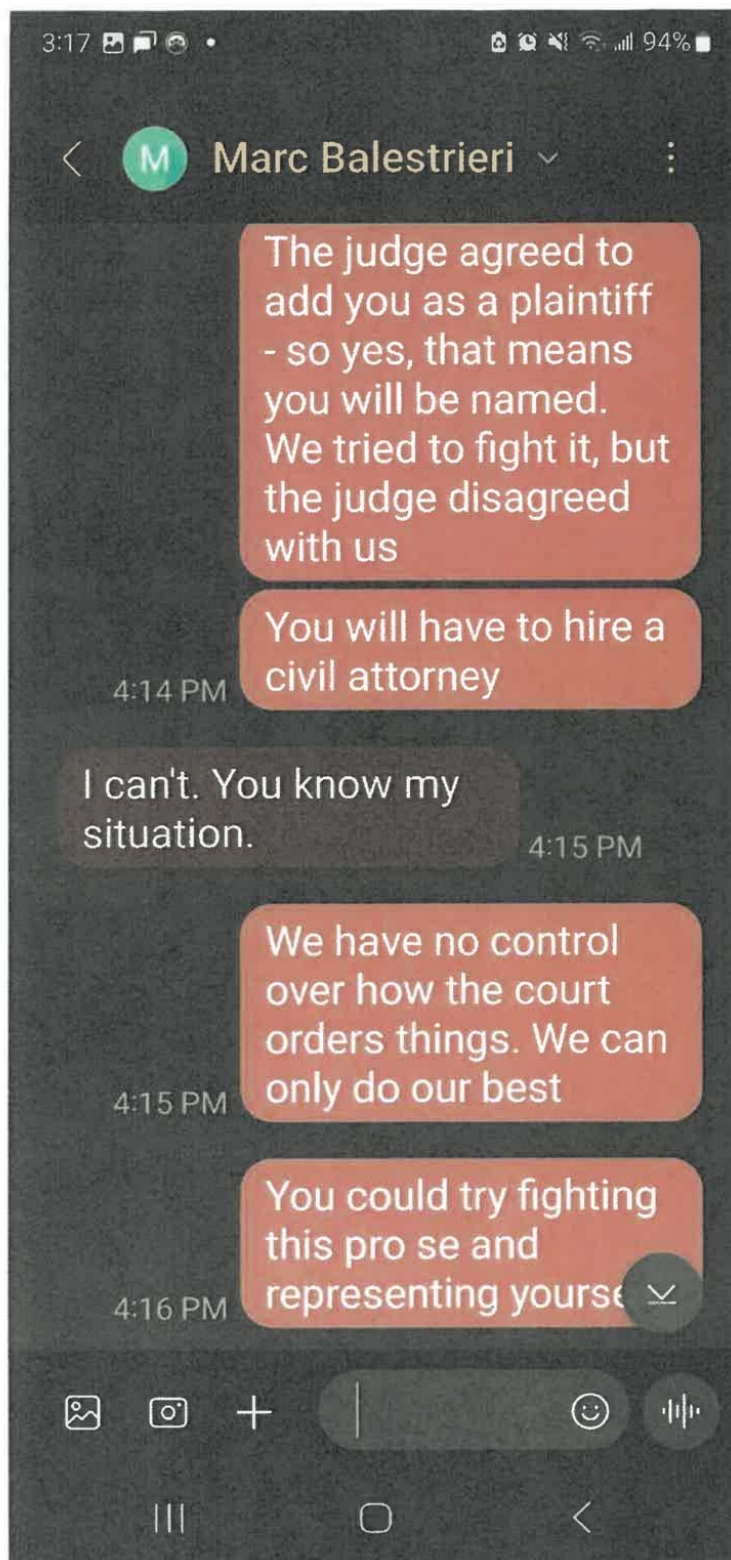 3:17
94%
M
Marc Balestrieri
The judge agreed to
add you as a plaintiff
- so yes, that means
you will be named.
We tried to fight it, but
the judge disagreed
with us
You will have to hire a
civil attorney
4:14 PM
I can't. You know my
situation.
4:15 PM
We have no control
over how the court
orders things. We can
only do our best
4:15 PM
You could try fighting
this pro se and
representing yourse
4:16 PM